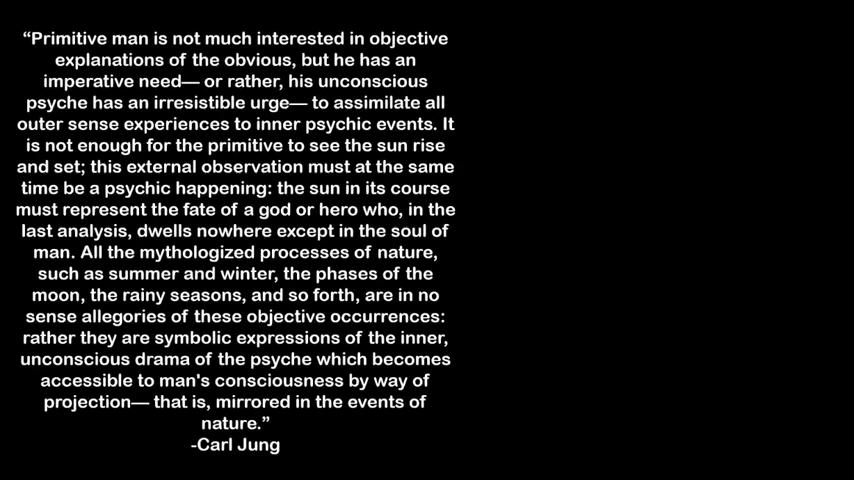 “Primitive man is not much interested in objective
explanations of the obvious, but he has an
imperative need— or rather, his unconscious
psyche has an irresistible urge— to assimilate all
outer sense experiences to inner psychic events. It
is not enough for the primitive to see the sun rise
and set; this external observation must at the same
time be a psychic happening: the sun in its course
must represent the fate of a god or hero who, in the
last analysis, dwells nowhere except in the soul of
man. All the mythologized processes of nature,
such as summer and winter, the phases of the
moon, the rainy seasons, and so forth, are in no
sense allegories of these objective occurrences:
rather they are symbolic expressions of the inner,
unconscious drama of the psyche which becomes
accessible to man's consciousness by way of
projection— that is, mirrored in the events of
nature.”
-Carl Jung